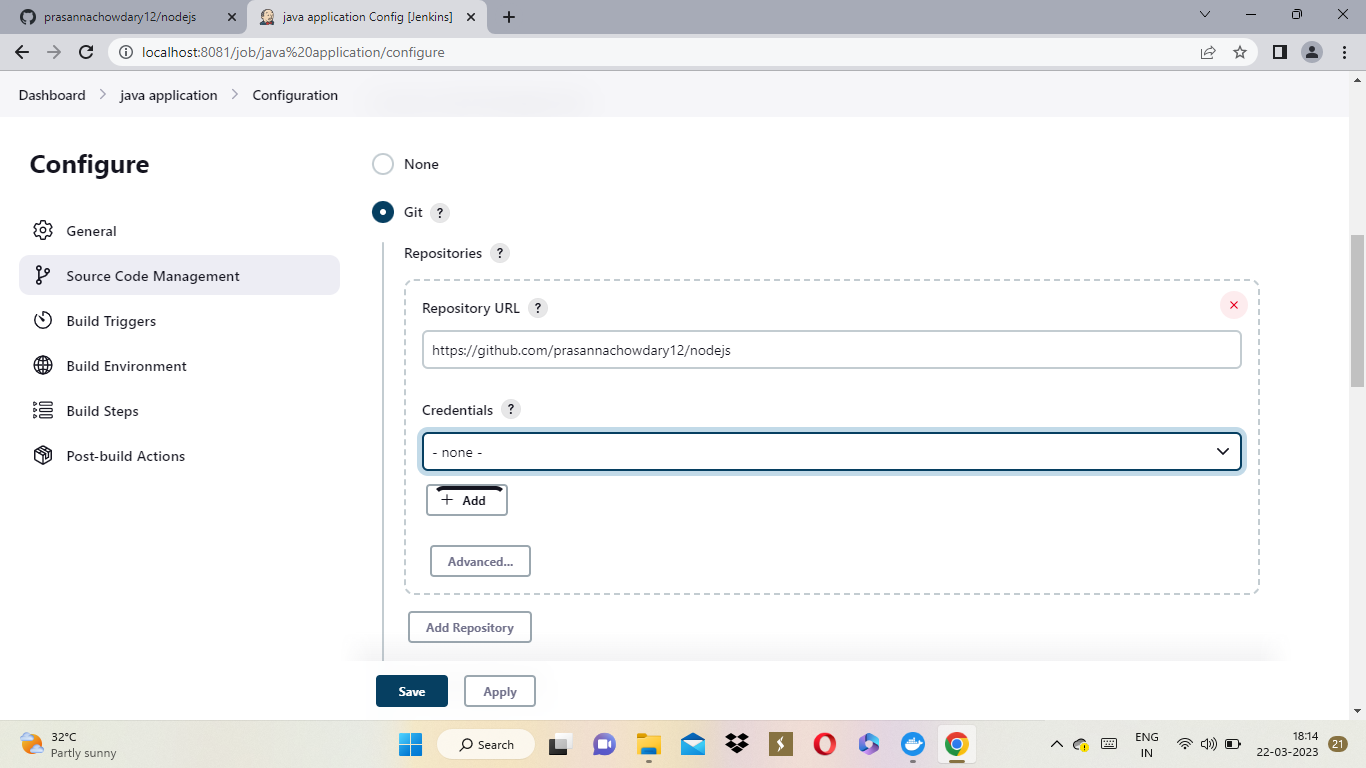 prasannachowdary12/nodejs
java application Config [Jenkins]
localhost:8081/job/java%20application/configure
Dashboard
java application
Configuration
Configure
General
Source Code Management
Build Triggers
Build Environment
Build Steps
Post-build Actions
None
Git ?
Repositories ?
Repository URL ?
https://github.com/prasannachowdary12/nodejs
Credentials ?
- none -
+ Add
Advanced...
Add Repository
Save
Apply
32°C
Partly sunny
Search
ENG
IN
18:14
22-03-2023
21